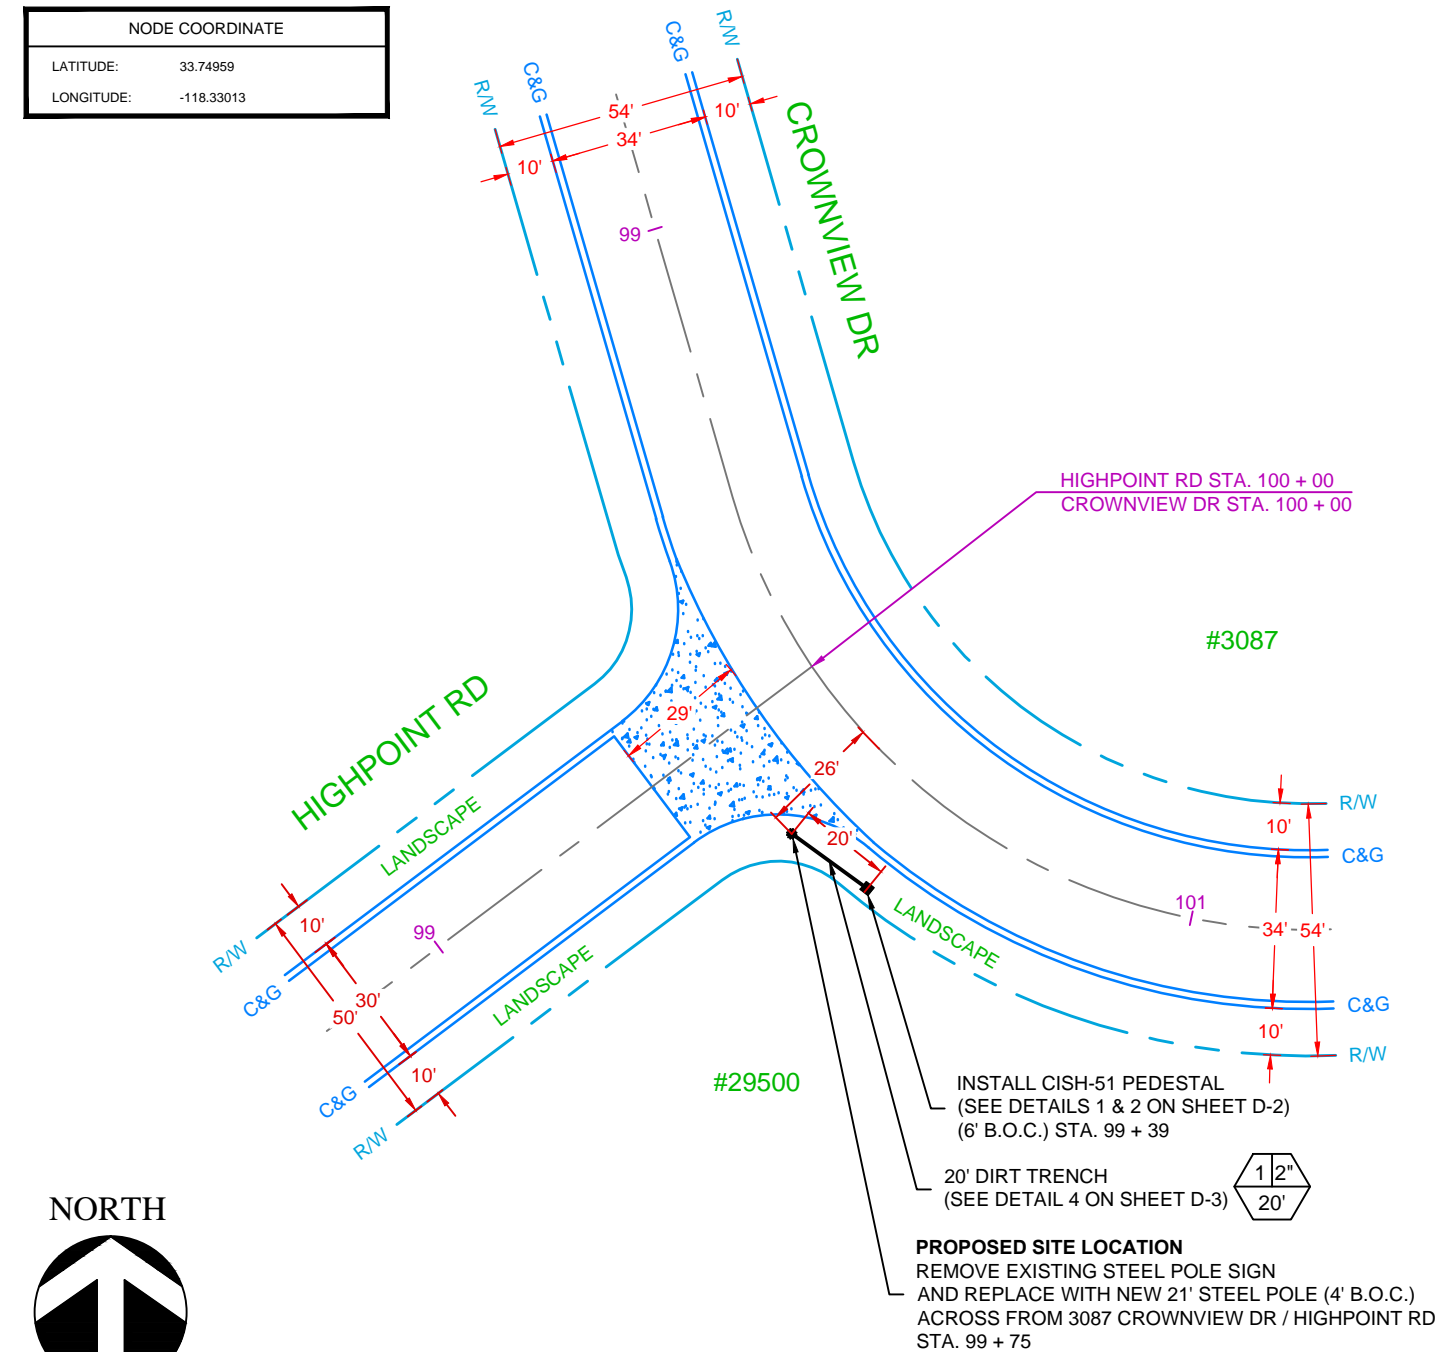 NODE COORDINATE
LATITUDE: 33.74959
LONGITUDE: -118.33013
R/W
C&G
C&G
R/W
54'
34'
10'
10'
CROWNVIEW DR
99
HIGHPOINT RD STA. 100 + 00
CROWNVIEW DR STA. 100 + 00
#3087
HIGHPOINT RD
29'
26'
20'
LANDSCAPE
LANDSCAPE
LANDSCAPE
99
101
R/W
10'
C&G
34'
54'
C&G
10'
R/W
R/W
10'
C&G
30'
50'
10'
C&G
R/W
#29500
INSTALL CISH-51 PEDESTAL
(SEE DETAILS 1 & 2 ON SHEET D-2)
(6' B.O.C.) STA. 99 + 39
20' DIRT TRENCH
(SEE DETAIL 4 ON SHEET D-3)
1 2"
20'
PROPOSED SITE LOCATION
REMOVE EXISTING STEEL POLE SIGN
AND REPLACE WITH NEW 21' STEEL POLE (4' B.O.C.)
ACROSS FROM 3087 CROWNVIEW DR / HIGHPOINT RD
STA. 99 + 75
NORTH